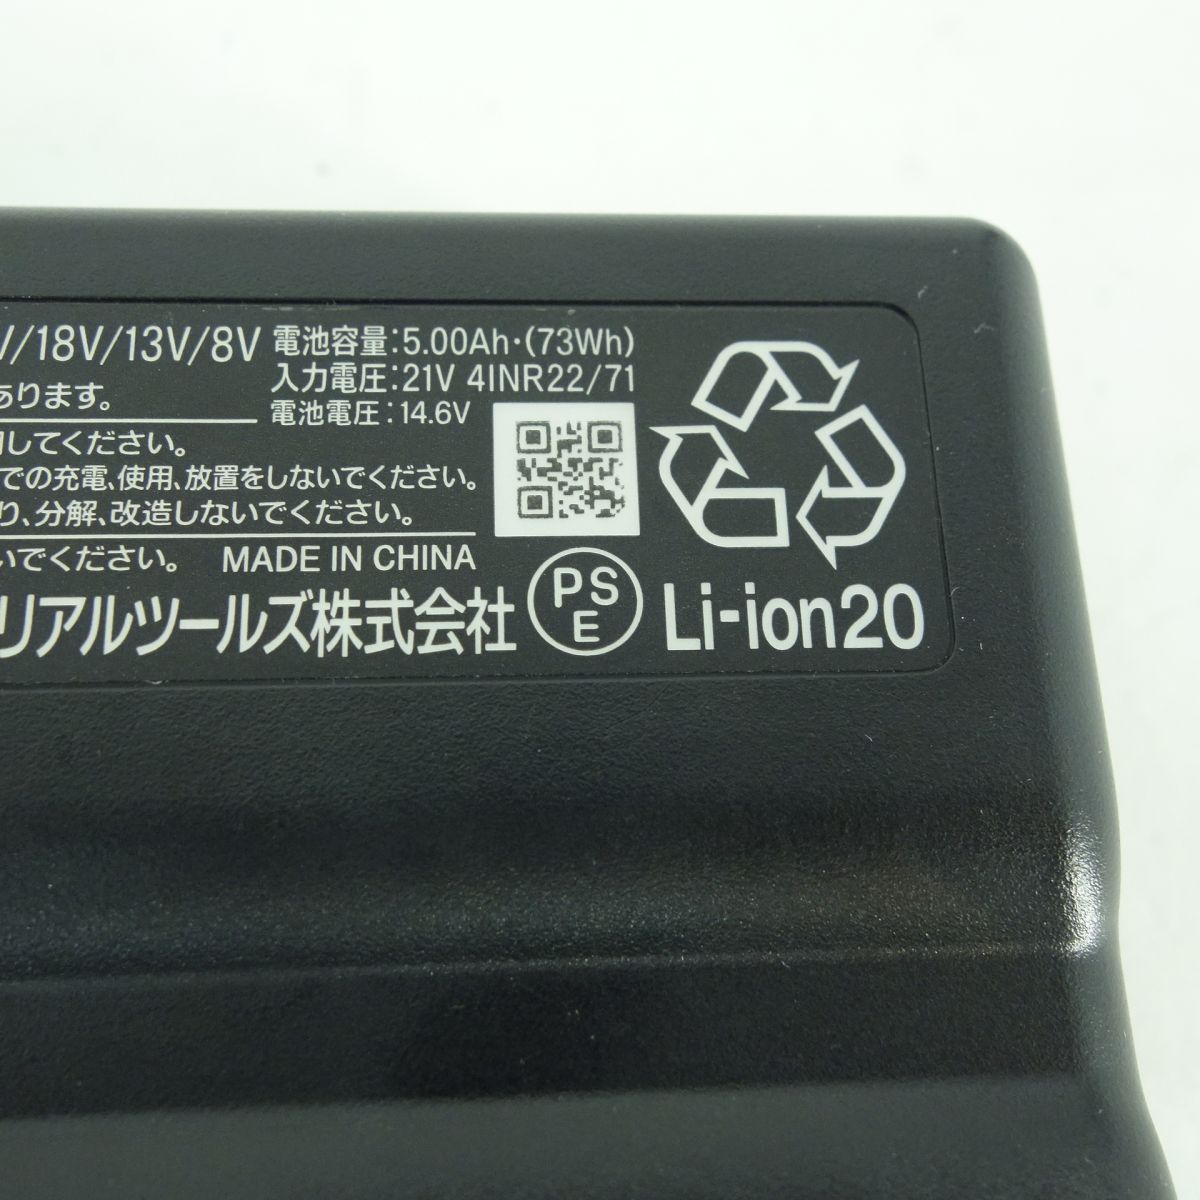 V/18V/13V/8V
電池容量:5.00Ah・(73Wh)
入力電圧:21V 4INR22/71
電池電圧:14.6V
あります。
してください。
での充電、使用、放置をしないでください。
り、分解、改造しないでください。
いでください。 MADE IN CHINA
リアルツールズ株式会社
PS
E
Li-ion20